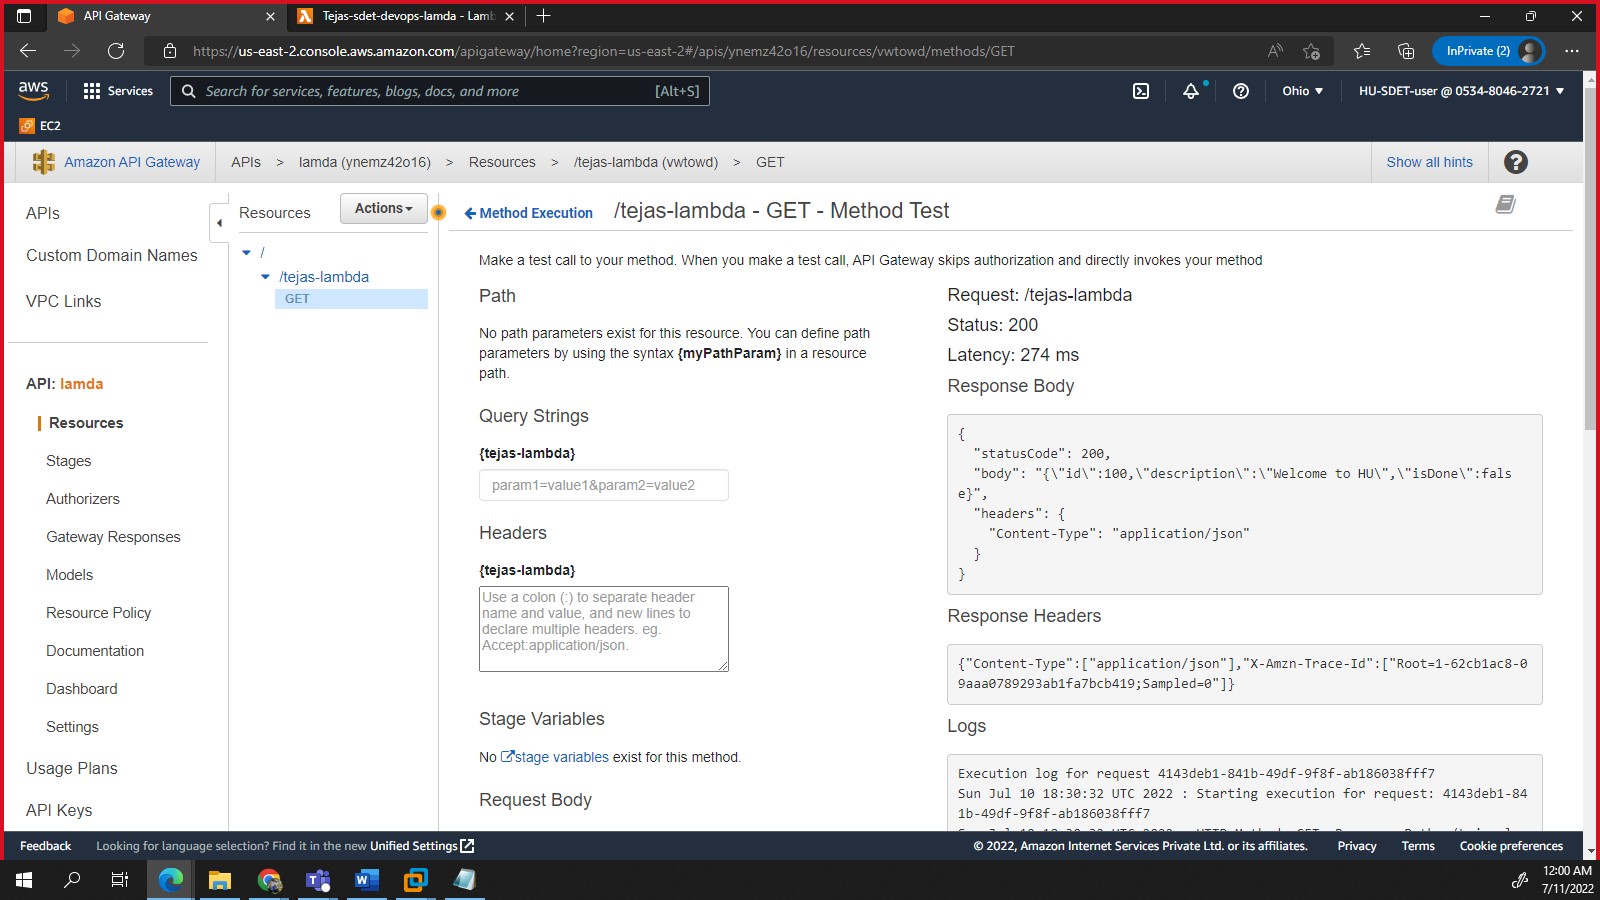 API Gateway
Tejas-sdet-devops-lamda - Lamb
https://us-east-2.console.aws.amazon.com/apigateway/home?region=us-east-2#/apis/ynemz42o16/resources/vwtowd/methods/GET
InPrivate (2)
aws
Services
Search for services, features, blogs, docs, and more
[Alt+S]
Ohio
HU-SDET-user @ 0534-8046-2721
EC2
Amazon API Gateway
APIs > lamda (ynemz42o16) > Resources > /tejas-lambda (vwtowd) > GET
Show all hints
APIs
Custom Domain Names
VPC Links
API: lamda
Resources
Stages
Authorizers
Gateway Responses
Models
Resource Policy
Documentation
Dashboard
Settings
Usage Plans
API Keys
Resources
Actions
/
/tejas-lambda
GET
Method Execution
/tejas-lambda - GET - Method Test
Make a test call to your method. When you make a test call, API Gateway skips authorization and directly invokes your method
Path
No path parameters exist for this resource. You can define path
parameters by using the syntax {myPathParam} in a resource
path.
Query Strings
{tejas-lambda}
param1=value1&param2=value2
Headers
{tejas-lambda}
Use a colon (:) to separate header
name and value, and new lines to
declare multiple headers. eg.
Accept:application/json.
Stage Variables
No stage variables exist for this method.
Request Body
Request: /tejas-lambda
Status: 200
Latency: 274 ms
Response Body
{
"statusCode": 200,
"body": "{\"id\":100,\"description\":\"Welcome to HU\",\"isDone\":fals
e}",
"headers": {
"Content-Type": "application/json"
}
}
Response Headers
{"Content-Type":["application/json"],"X-Amzn-Trace-Id":["Root=1-62cb1ac8-0
9aaa0789293ab1fa7bcb419;Sampled=0"]}
Logs
Execution log for request 4143deb1-841b-49df-9f8f-ab186038fff7
Sun Jul 10 18:30:32 UTC 2022 : Starting execution for request: 4143deb1-84
1b-49df-9f8f-ab186038fff7
Feedback
Looking for language selection? Find it in the new Unified Settings
© 2022, Amazon Internet Services Private Ltd. or its affiliates.
Privacy
Terms
Cookie preferences
12:00 AM
7/11/2022